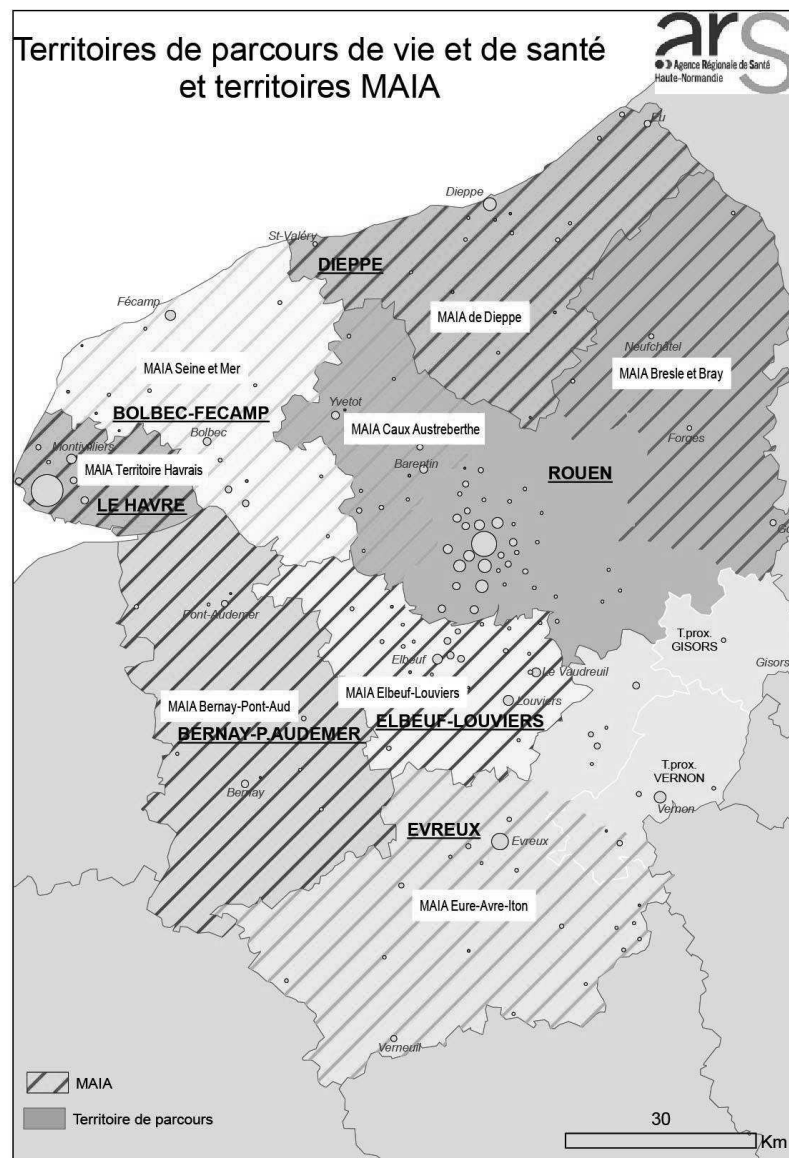 Territoires de parcours de vie et de santé
et territoires MAIA
ars
Agence Régionale de Santé
Haute-Normandie
Eu
Dieppe
St-Valéry
DIEPPE
Fécamp
MAIA de Dieppe
Neufchâtel
MAIA Seine et Mer
MAIA Bresle et Bray
Yvetot
BOLBEC-FECAMP
MAIA Caux Austreberthe
Bolbec
Forges
Montivilliers
Barentin
MAIA Territoire Havrais
ROUEN
LE HAVRE
Go
Pont-Audemer
T.prox.
GISORS
Elbeuf
Gisors
Le Vaudreuil
MAIA Elbeuf-Louviers
MAIA Bernay-Pont-Aud
Louviers
ELBEUF-LOUVIERS
BERNAY-P.AUDEMER
T.prox.
VERNON
Bernay
Vernon
EVREUX
Evreux
MAIA Eure-Avre-Iton
Verneuil
MAIA
Territoire de parcours
30
Km